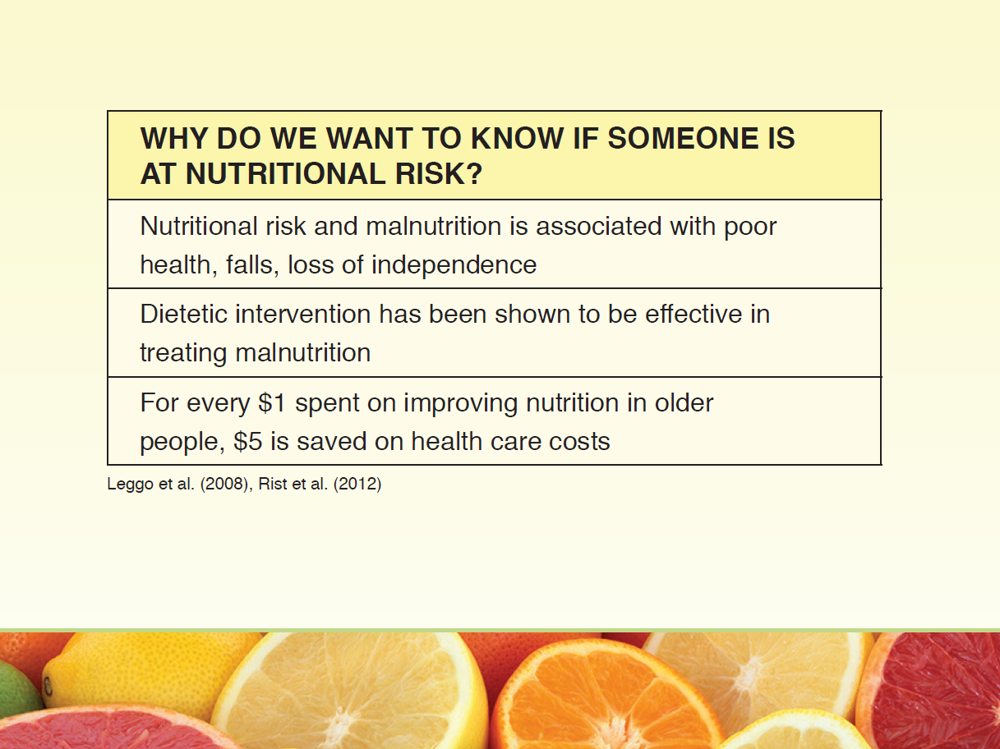 WHY DO WE WANT TO KNOW IF SOMEONE IS
AT NUTRITIONAL RISK?
Nutritional risk and malnutrition is associated with poor
health, falls, loss of independence
Dietetic intervention has been shown to be effective in
treating malnutrition
For every $1 spent on improving nutrition in older
people, $5 is saved on health care costs
Leggo et al. (2008), Rist et al. (2012)